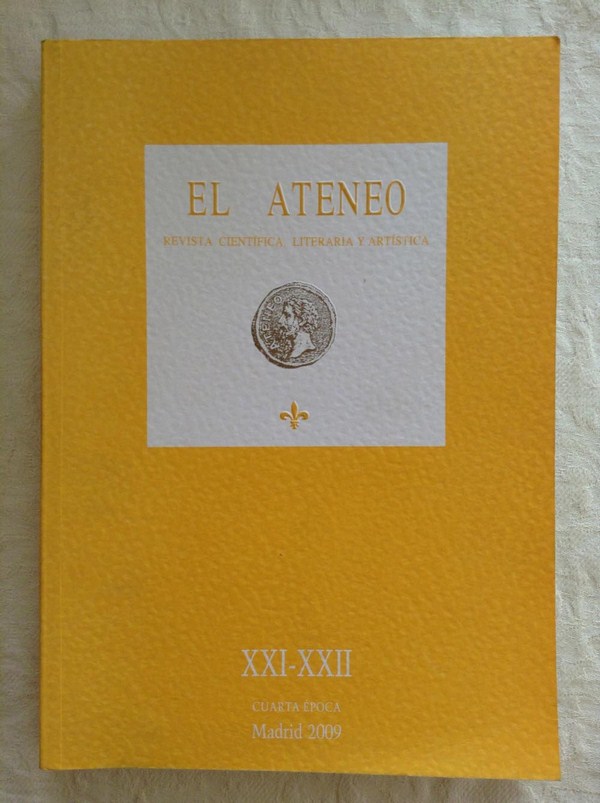 EL ATENEO
REVISTA CIENTÍFICA LITERARIA Y ARTÍSTICA
XXI-XXII
CUARTA ÉPOCA
Madrid 2009